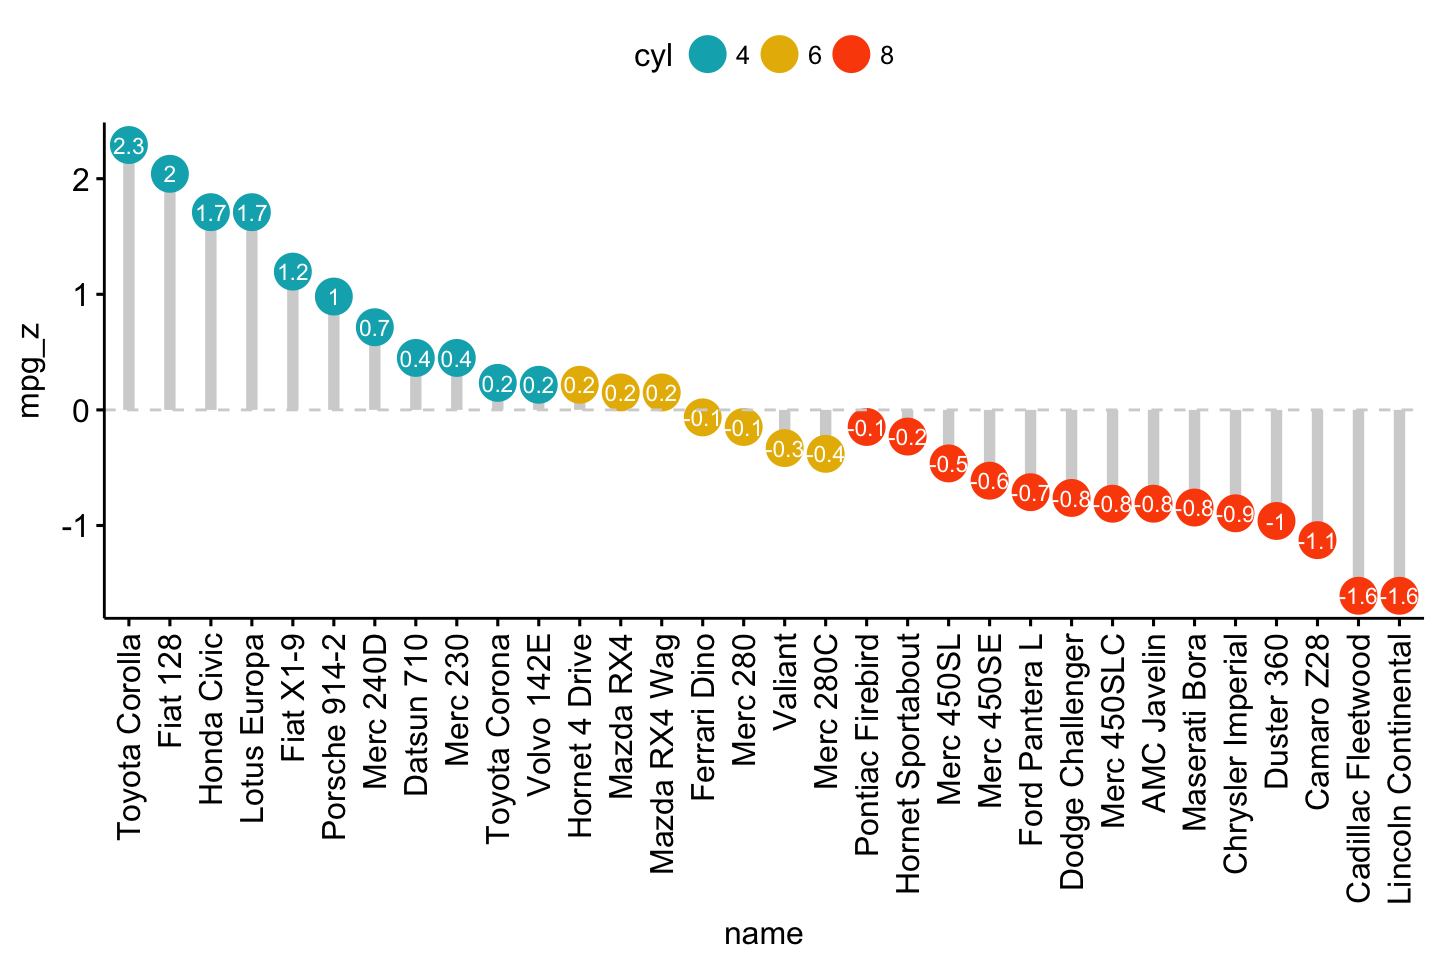 cyl 4 6 8
2.3 2 1.7 1.7 1.2 1 0.7 0.4 0.4 0.2 0.2 0.2 0.2 0.2 -0.1 -0.1 -0.3 -0.4 -0.1 -0.2 -0.5 -0.6 -0.7 -0.8 -0.8 -0.8 -0.8 -0.9 -1 -1.1 -1.6 -1.6
2
1
0
-1
mpg_z
Toyota Corolla
Fiat 128
Honda Civic
Lotus Europa
Fiat X1-9
Porsche 914-2
Merc 240D
Datsun 710
Merc 230
Toyota Corona
Volvo 142E
Hornet 4 Drive
Mazda RX4
Mazda RX4 Wag
Ferrari Dino
Merc 280
Valiant
Merc 280C
Pontiac Firebird
Hornet Sportabout
Merc 450SL
Merc 450SE
Ford Pantera L
Dodge Challenger
Merc 450SLC
AMC Javelin
Maserati Bora
Chrysler Imperial
Duster 360
Camaro Z28
Cadillac Fleetwood
Lincoln Continental
name